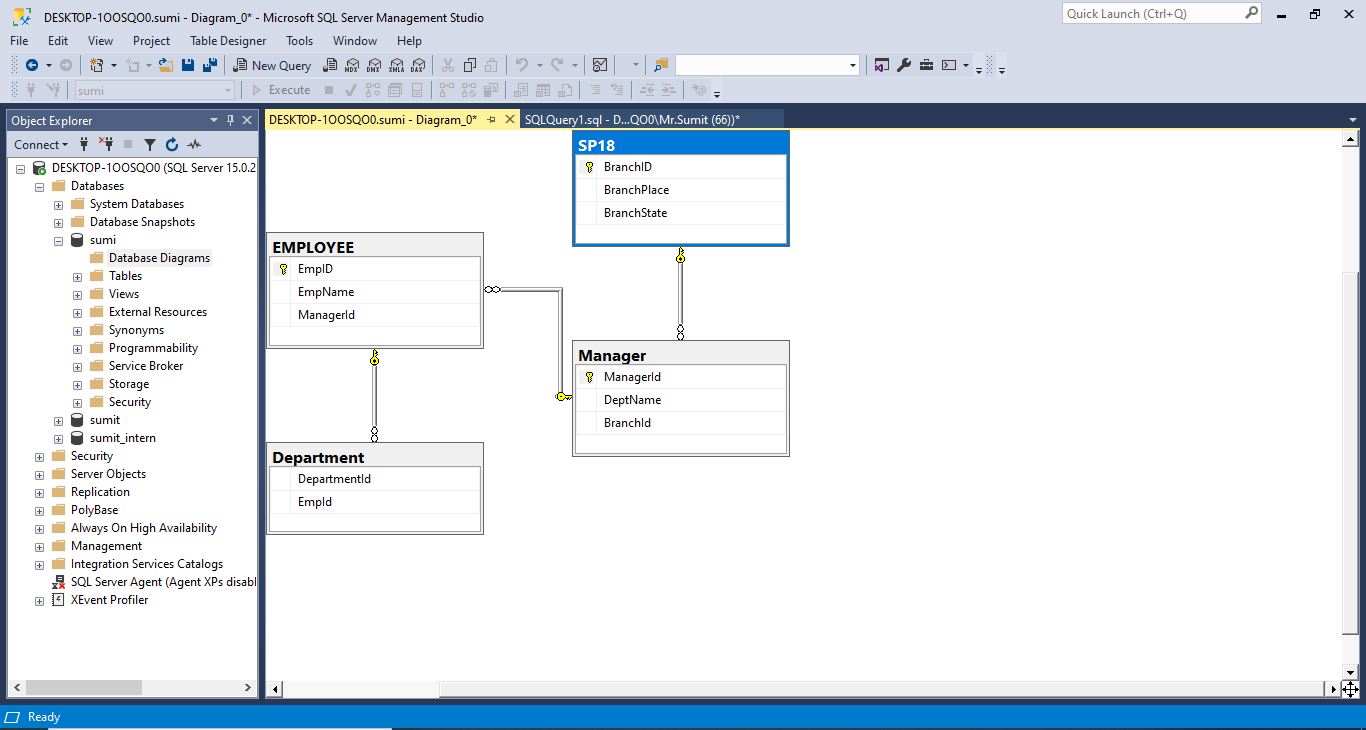 DESKTOP-1OOSQO0.sumi - Diagram_0* - Microsoft SQL Server Management Studio
Quick Launch (Ctrl+Q)
File Edit View Project Table Designer Tools Window Help
New Query MDX DMX XMLA DAX
sumi Execute
Object Explorer
DESKTOP-1OOSQO0.sumi - Diagram_0* SQLQuery1.sql - D...QO0\Mr.Sumit (66))*
Connect
DESKTOP-1OOSQO0 (SQL Server 15.0.2
Databases
System Databases
Database Snapshots
sumi
Database Diagrams
Tables
Views
External Resources
Synonyms
Programmability
Service Broker
Storage
Security
sumit
sumit_intern
Security
Server Objects
Replication
PolyBase
Always On High Availability
Management
Integration Services Catalogs
SQL Server Agent (Agent XPs disabl
XEvent Profiler
SP18
BranchID
BranchPlace
BranchState
EMPLOYEE
EmpID
EmpName
ManagerId
Manager
ManagerId
DeptName
BranchId
Department
DepartmentId
EmpId
Ready